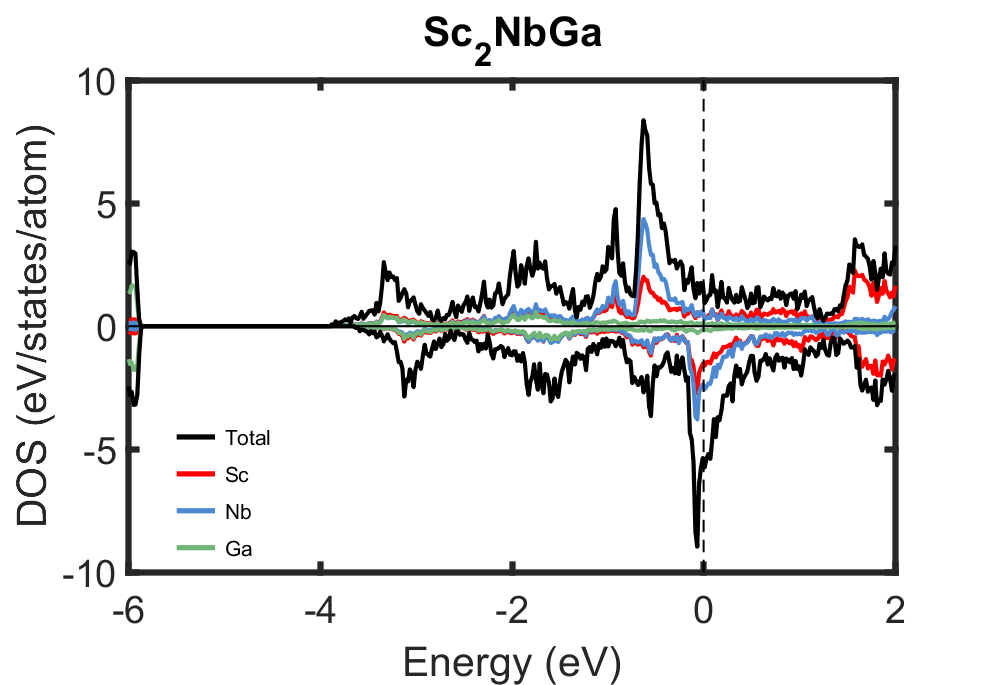 Sc2NbGa
10
5
0
-5
-10
DOS (eV/states/atom)
Total
Sc
Nb
Ga
-6 -4 -2 0 2
Energy (eV)